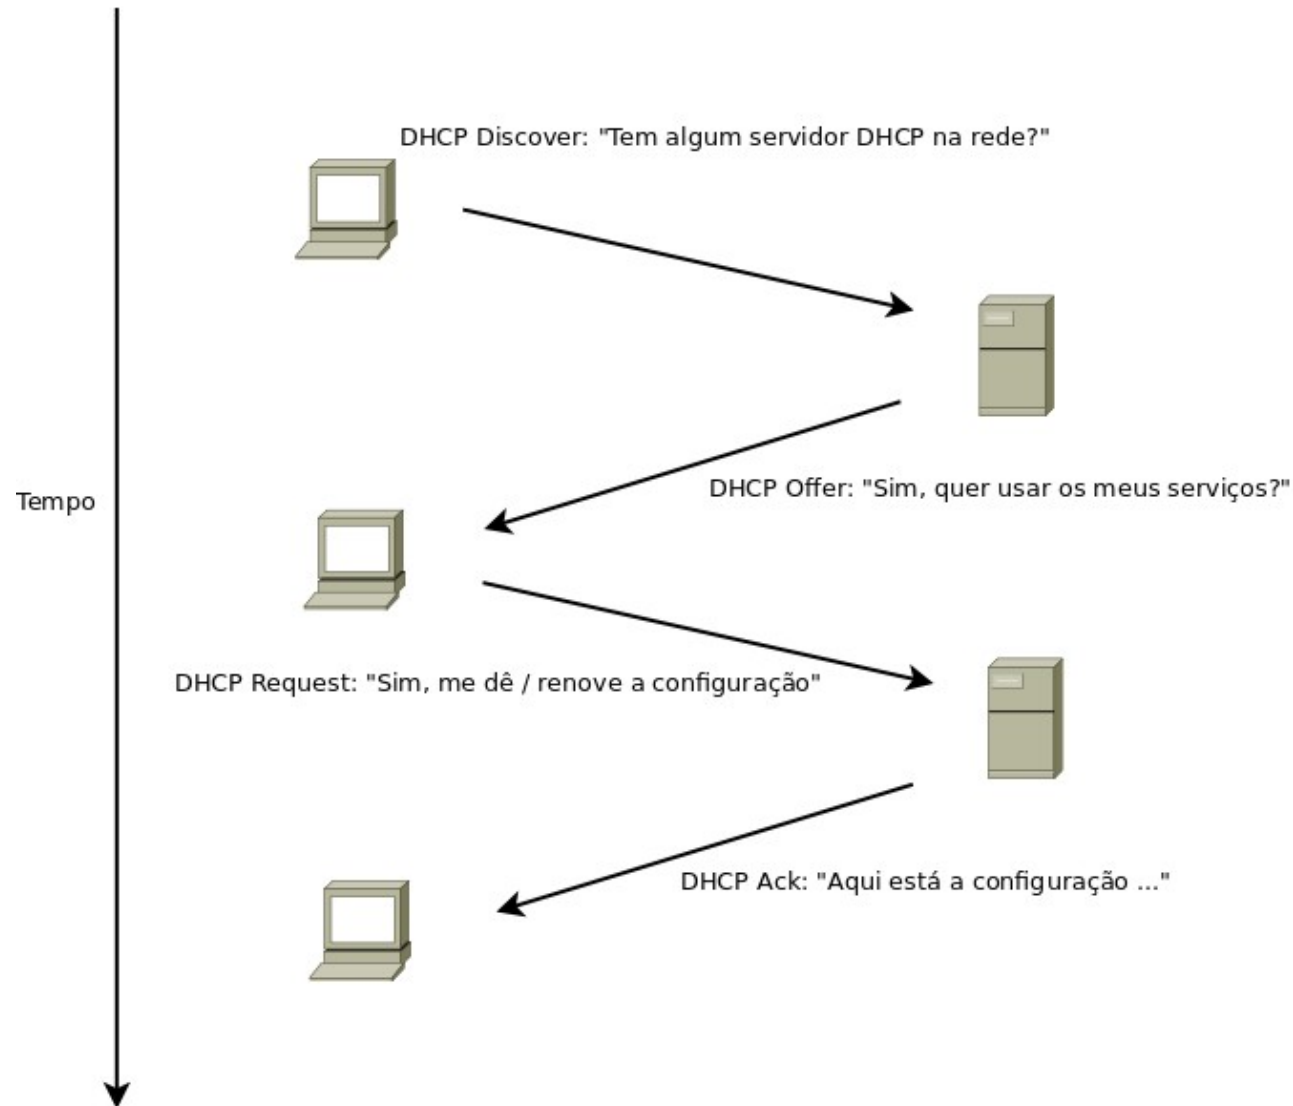 DHCP Discover: "Tem algum servidor DHCP na rede?"
DHCP Offer: "Sim, quer usar os meus serviços?"
Tempo
DHCP Request: "Sim, me dê / renove a configuração"
DHCP Ack: "Aqui está a configuração ..."